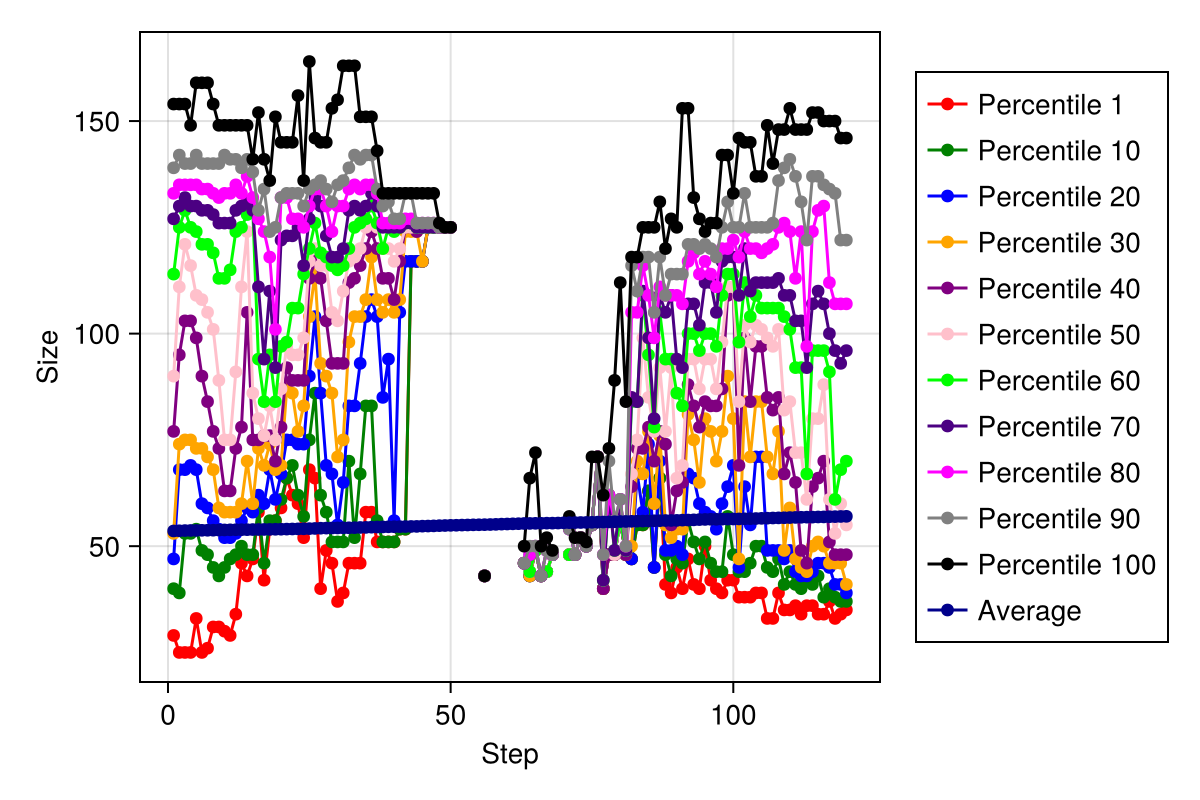 150
100
50
Size
0
50
100
Step
Percentile 1
Percentile 10
Percentile 20
Percentile 30
Percentile 40
Percentile 50
Percentile 60
Percentile 70
Percentile 80
Percentile 90
Percentile 100
Average